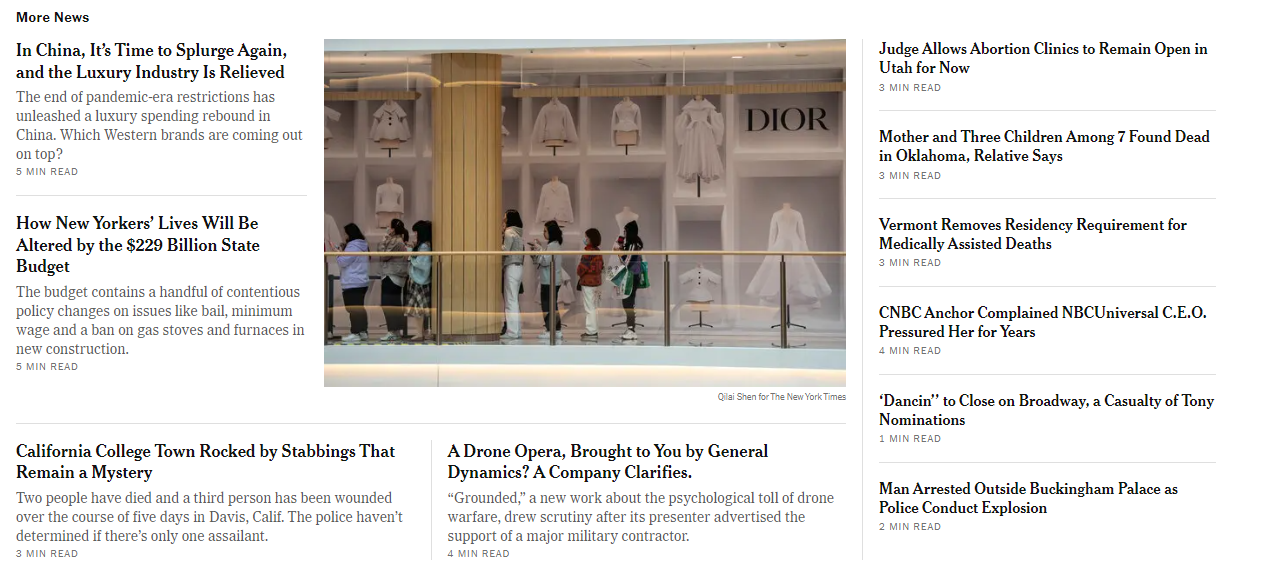 More News
In China, It's Time to Splurge Again,
and the Luxury Industry Is Relieved
The end of pandemic-era restrictions has
unleashed a luxury spending rebound in
China. Which Western brands are coming out
on top?
5 MIN READ
How New Yorkers' Lives Will Be
Altered by the $229 Billion State
Budget
The budget contains a handful of contentious
policy changes on issues like bail, minimum
wage and a ban on gas stoves and furnaces in
new construction.
5 MIN READ
DIOR
Qilai Shen for The New York Times
California College Town Rocked by Stabbings That
Remain a Mystery
Two people have died and a third person has been wounded
over the course of five days in Davis, Calif. The police haven't
determined if there's only one assailant.
3 MIN READ
A Drone Opera, Brought to You by General
Dynamics? A Company Clarifies.
“Grounded,” a new work about the psychological toll of drone
warfare, drew scrutiny after its presenter advertised the
support of a major military contractor.
4 MIN READ
Judge Allows Abortion Clinics to Remain Open in
Utah for Now
3 MIN READ
Mother and Three Children Among 7 Found Dead
in Oklahoma, Relative Says
3 MIN READ
Vermont Removes Residency Requirement for
Medically Assisted Deaths
3 MIN READ
CNBC Anchor Complained NBCUniversal C.E.O.
Pressured Her for Years
4 MIN READ
‘Dancin’’ to Close on Broadway, a Casualty of Tony
Nominations
1 MIN READ
Man Arrested Outside Buckingham Palace as
Police Conduct Explosion
2 MIN READ